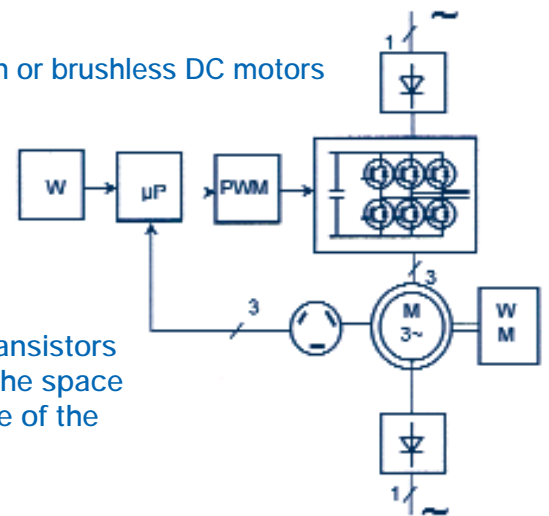 ~
1
n or brushless DC motors
W
µP
PWM
3
3
M
3~
W
M
ansistors
he space
e of the
1
~